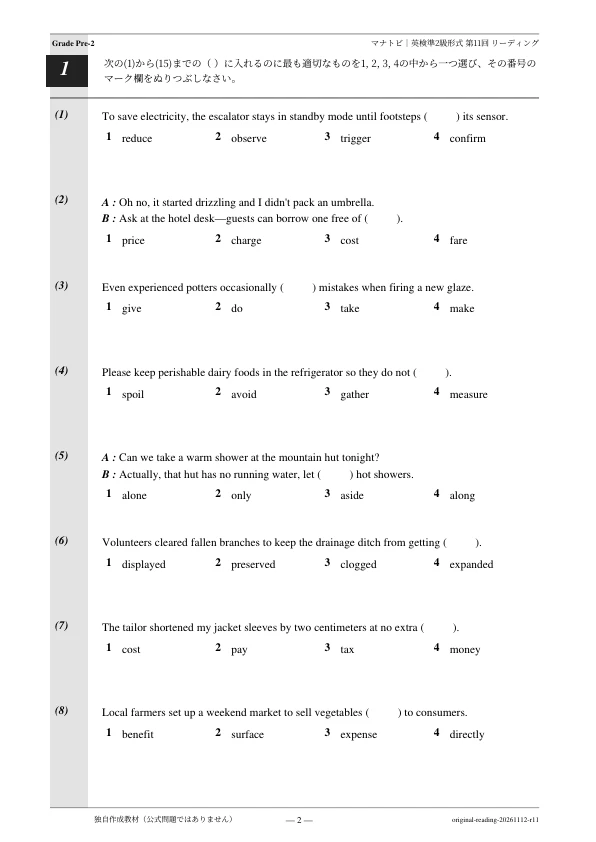 Grade Pre-2
マナトビ｜英検準2級形式 第11回 リーディング
1
次の(1)から(15)までの（ ）に入れるのに最も適切なものを1, 2, 3, 4の中から一つ選び、その番号の
マーク欄をぬりつぶしなさい。
(1) To save electricity, the escalator stays in standby mode until footsteps ( ) its sensor.
1 reduce 2 observe 3 trigger 4 confirm
(2) A : Oh no, it started drizzling and I didn't pack an umbrella.
B : Ask at the hotel desk—guests can borrow one free of ( ).
1 price 2 charge 3 cost 4 fare
(3) Even experienced potters occasionally ( ) mistakes when firing a new glaze.
1 give 2 do 3 take 4 make
(4) Please keep perishable dairy foods in the refrigerator so they do not ( ).
1 spoil 2 avoid 3 gather 4 measure
(5) A : Can we take a warm shower at the mountain hut tonight?
B : Actually, that hut has no running water, let ( ) hot showers.
1 alone 2 only 3 aside 4 along
(6) Volunteers cleared fallen branches to keep the drainage ditch from getting ( ).
1 displayed 2 preserved 3 clogged 4 expanded
(7) The tailor shortened my jacket sleeves by two centimeters at no extra ( ).
1 cost 2 pay 3 tax 4 money
(8) Local farmers set up a weekend market to sell vegetables ( ) to consumers.
1 benefit 2 surface 3 expense 4 directly
独自作成教材（公式問題ではありません）
— 2 —
original-reading-20261112-r11